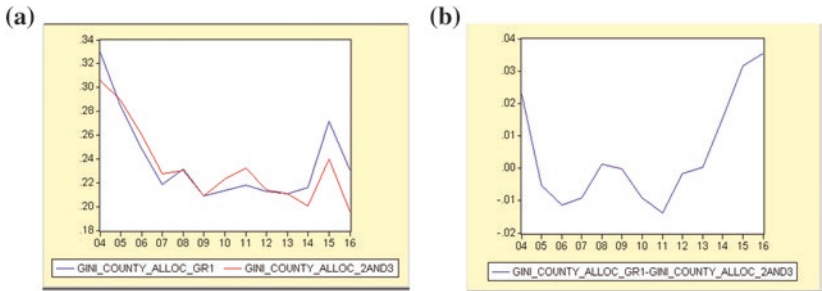 (a)
.34
.32
.30
.28
.26
.24
.22
.20
.18
04 05 06 07 08 09 10 11 12 13 14 15 16
GINI_COUNTY_ALLOC_GR1 GINI_COUNTY_ALLOC_2AND3
(b)
.04
.03
.02
.01
.00
-.01
-.02
04 05 06 07 08 09 10 11 12 13 14 15 16
GINI_COUNTY_ALLOC_GR1-GINI_COUNTY_ALLOC_2AND3